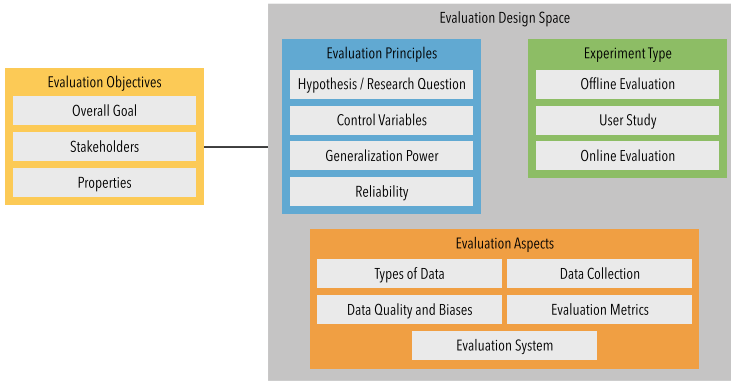 Evaluation Design Space
Evaluation Objectives
Overall Goal
Stakeholders
Properties
Evaluation Principles
Hypothesis / Research Question
Control Variables
Generalization Power
Reliability
Experiment Type
Offline Evaluation
User Study
Online Evaluation
Evaluation Aspects
Types of Data
Data Collection
Data Quality and Biases
Evaluation Metrics
Evaluation System